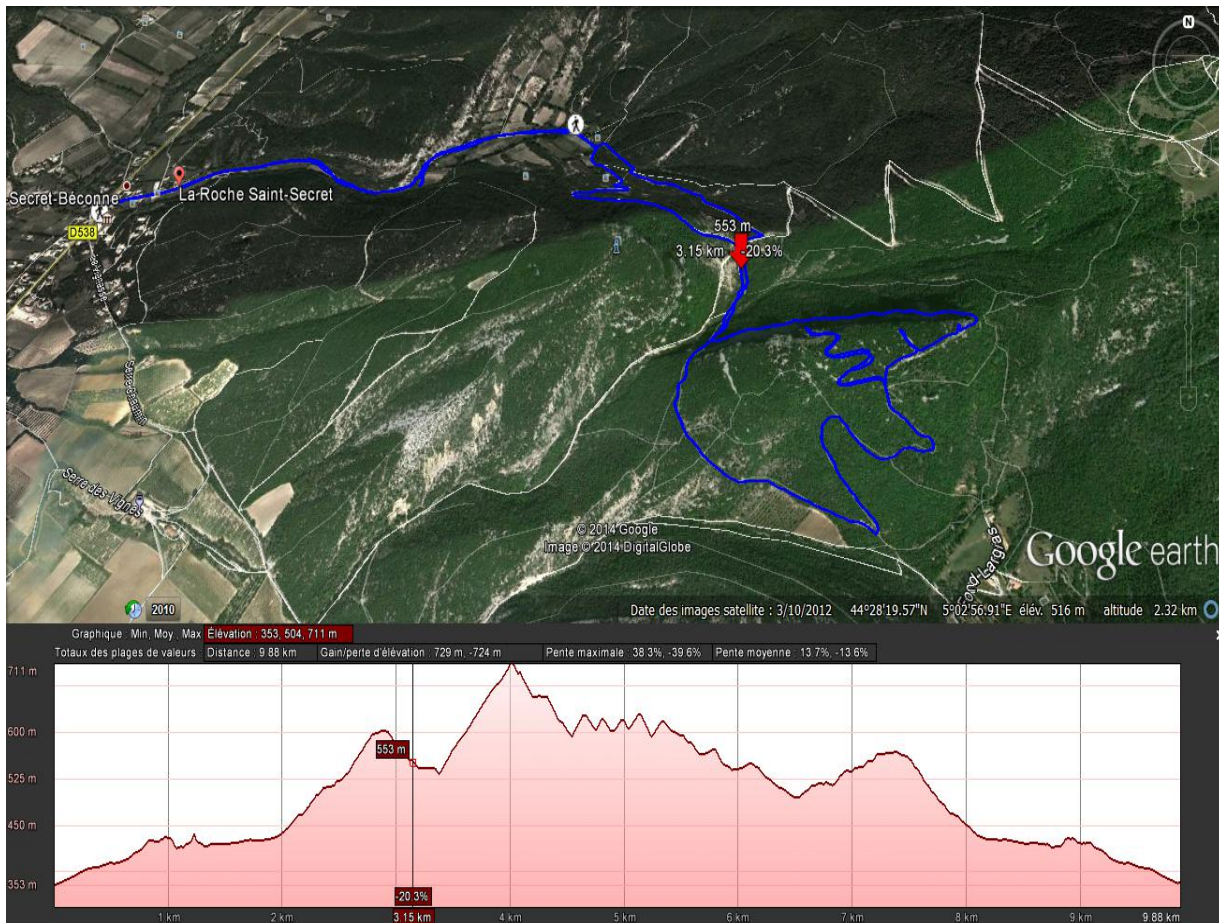 N
Secret-Béconne
La Roche Saint-Secret
D538
553 m
3.15 km -20.3%
Serre des Vignes
Fond-Largias
© 2014 Google
Image © 2014 DigitalGlobe
Google earth
2010
Date des images satellite : 3/10/2012 44°28'19.57"N 5°02'56.91"E élév. 516 m altitude 2.32 km
Graphique : Min, Moy., Max Élévation : 353, 504, 711 m
Totaux des plages de valeurs : Distance : 9.88 km Gain/perte d'élévation : 729 m, -724 m Pente maximale : 38.3%, -39.6% Pente moyenne : 13.7%, -13.6%
711 m
600 m
553 m
525 m
450 m
353 m
-20.3%
1 km 2 km 3.15 km 4 km 5 km 6 km 7 km 8 km 9 km 9.88 km